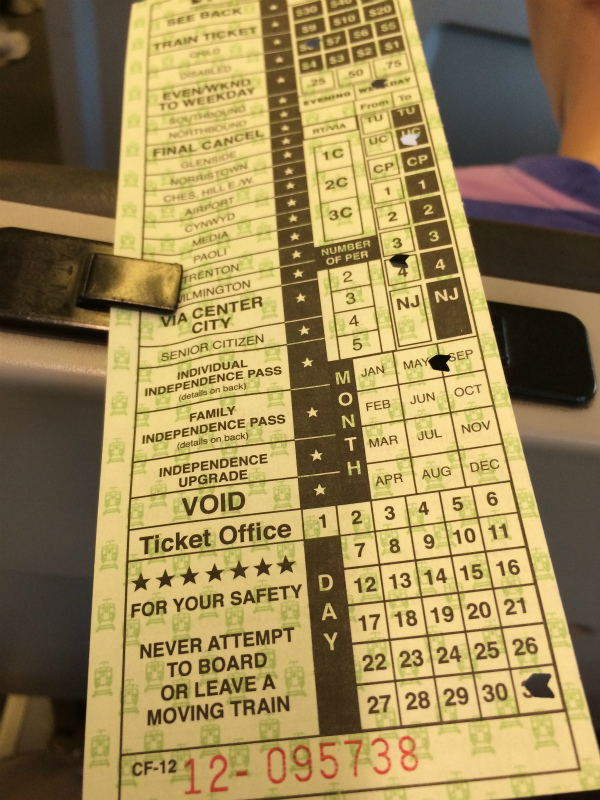 SEE BACK
TRAIN TICKET
CHILD
DISABLED
EVEN/WKND
TO WEEKDAY
SOUTHBOUND
NORTHBOUND
FINAL CANCEL
GLENSIDE
NORRISTOWN
CHES. HILL E./W.
AIRPORT
CYNWYD
MEDIA
PAOLI
TRENTON
WILMINGTON
VIA CENTER
CITY
SENIOR CITIZEN
INDIVIDUAL
INDEPENDENCE PASS
(details on back)
FAMILY
INDEPENDENCE PASS
(details on back)
INDEPENDENCE
UPGRADE
VOID
Ticket Office
FOR YOUR SAFETY
NEVER ATTEMPT
TO BOARD
OR LEAVE A
MOVING TRAIN
$30 $40
$9 $10 $20
$7 $6 $5
$4 $3 $2 $1
.25 .50 .75
EVENING WEEKDAY
From To
RT/VIA
TU TU
UC UC
1C CP CP
2C 1 1
3C 2 2
3 3
4 4
NJ NJ
NUMBER
OF PER
2
3
4
5
MONTH
JAN MAY SEP
FEB JUN OCT
MAR JUL NOV
APR AUG DEC
DAY
1 2 3 4 5 6
7 8 9 10 11
12 13 14 15 16
17 18 19 20 21
22 23 24 25 26
27 28 29 30
CF-12 12-095738